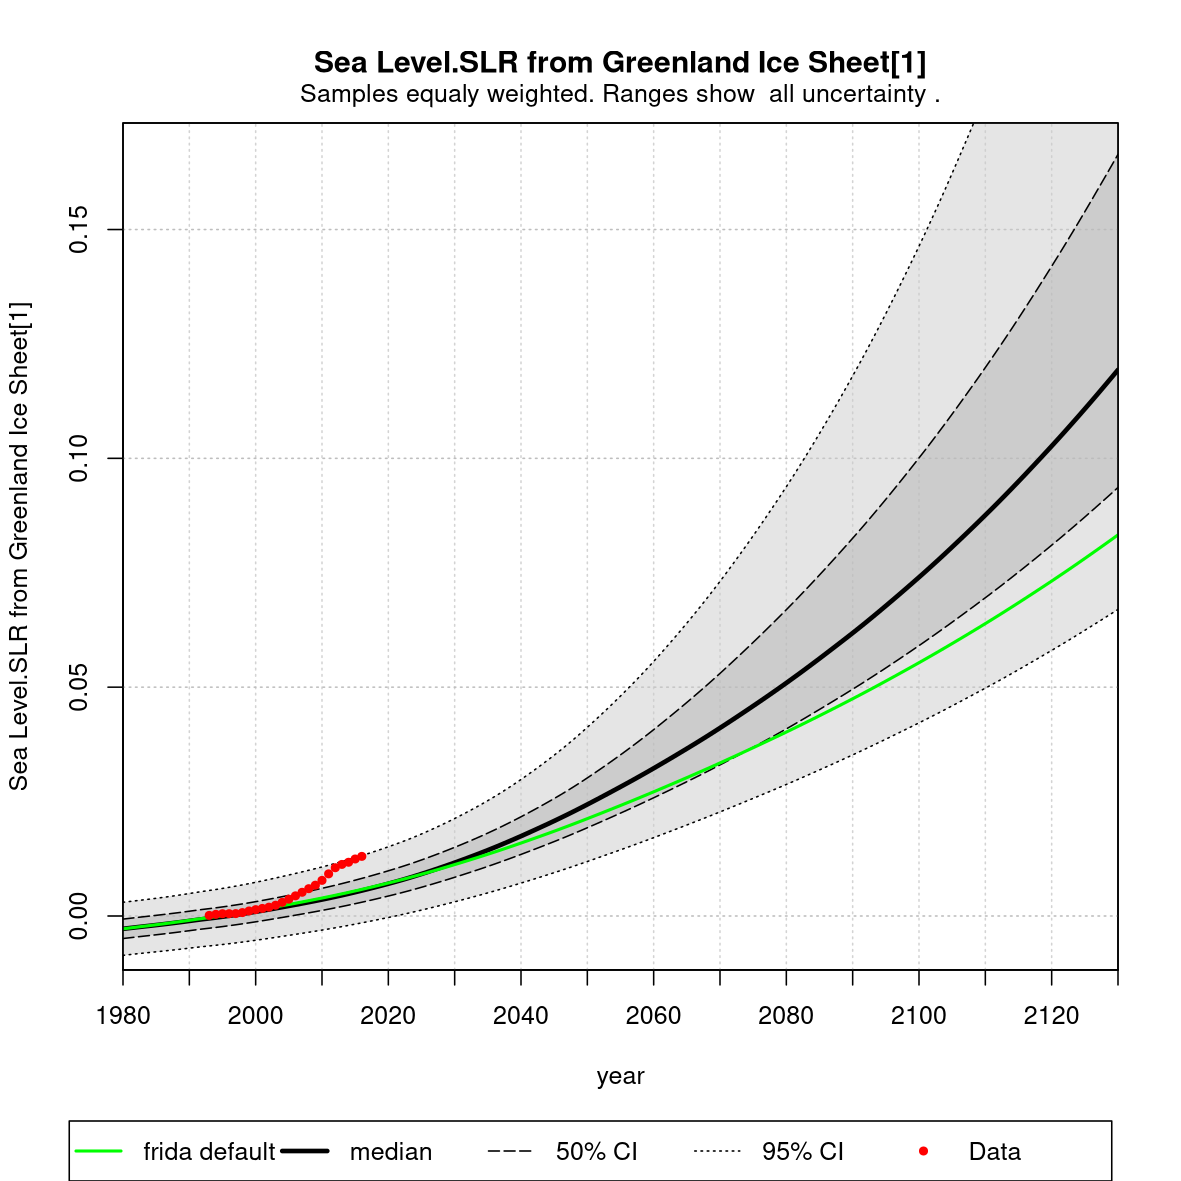 Sea Level.SLR from Greenland Ice Sheet[1]
Samples equaly weighted. Ranges show  all uncertainty .
Sea Level.SLR from Greenland Ice Sheet[1]
0.15
0.10
0.05
0.00
1980 2000 2020 2040 2060 2080 2100 2120
year
frida default median 50% CI 95% CI Data